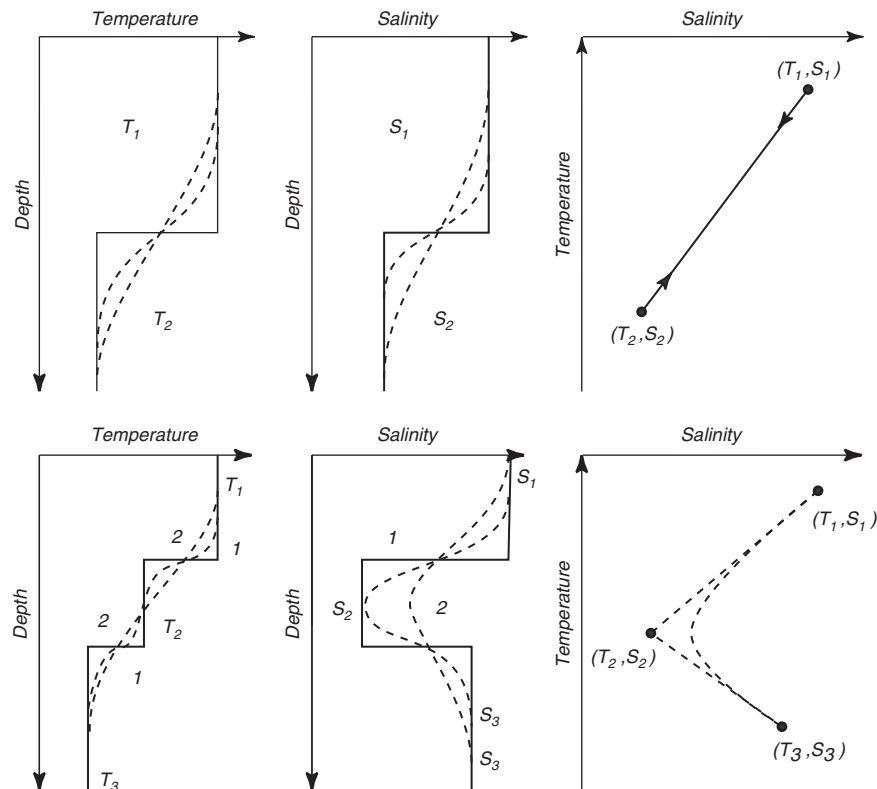 Temperature
Salinity
Salinity
Depth
T1
T2
Depth
S1
S2
Temperature
(T1,S1)
(T2,S2)
Temperature
Salinity
Salinity
Depth
T1
2
1
2
T2
1
T3
Depth
S1
1
S2
2
S3
S3
Temperature
(T1,S1)
(T2,S2)
(T3,S3)